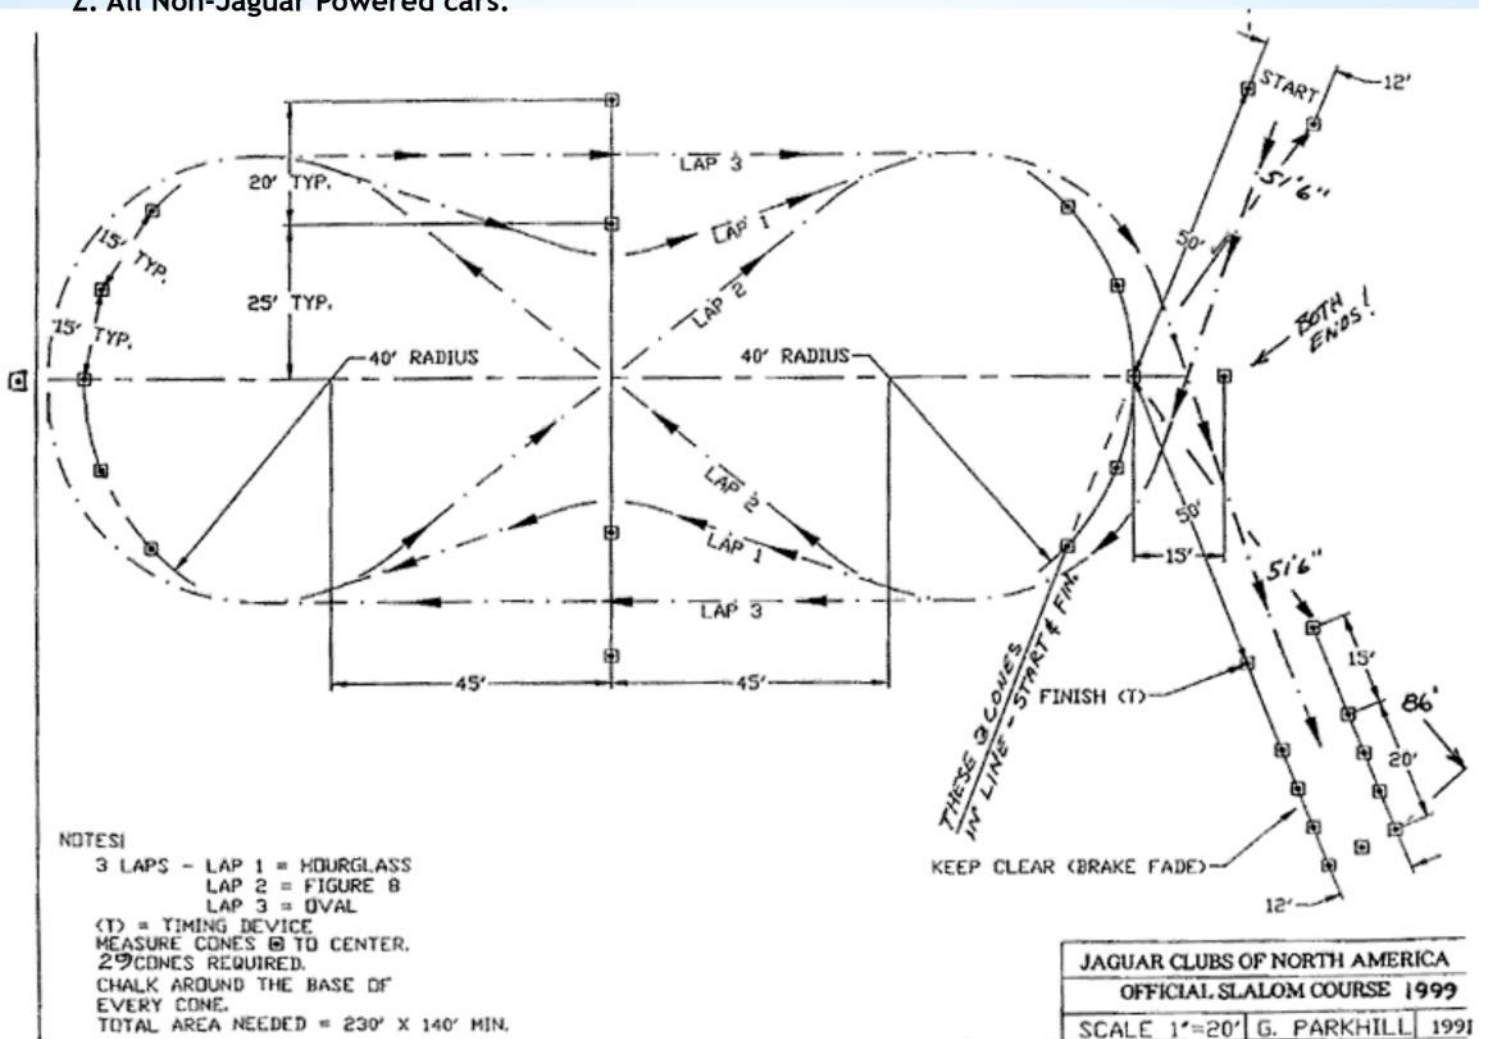 2. All Non-Jaguar Powered cars.
START
12'
51'6"
LAP 3
20' TYP.
LAP 1
50'
15' TYP.
25' TYP.
LAP 2
BOTH
ENDS!
15' TYP.
40' RADIUS
40' RADIUS
LAP 2
50'
LAP 1
15'
51'6"
LAP 3
THESE 3 CONES
IN LINE - START & FIN.
15'
45'
45'
FINISH (T)
86'
20'
NOTES!
3 LAPS - LAP 1 = HOURGLASS
LAP 2 = FIGURE 8
LAP 3 = OVAL
(T) = TIMING DEVICE
MEASURE CONES TO CENTER.
29 CONES REQUIRED.
CHALK AROUND THE BASE OF
EVERY CONE.
TOTAL AREA NEEDED = 230' X 140' MIN.
KEEP CLEAR (BRAKE FADE)
12'
JAGUAR CLUBS OF NORTH AMERICA
OFFICIAL SLALOM COURSE 1999
SCALE 1"=20' G. PARKHILL 1991